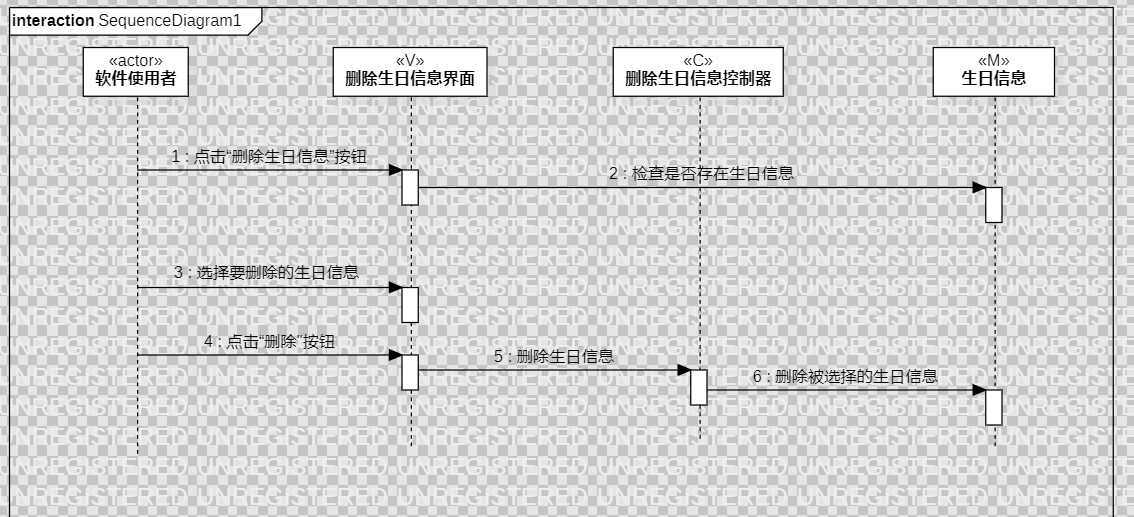 interaction SequenceDiagram1
«actor»
软件使用者
«V»
删除生日信息界面
«C»
删除生日信息控制器
«M»
生日信息
1 : 点击“删除生日信息”按钮
2 : 检查是否存在生日信息
3 : 选择要删除的生日信息
4 : 点击“删除”按钮
5 : 删除生日信息
6 : 删除被选择的生日信息
UNREGISTERED